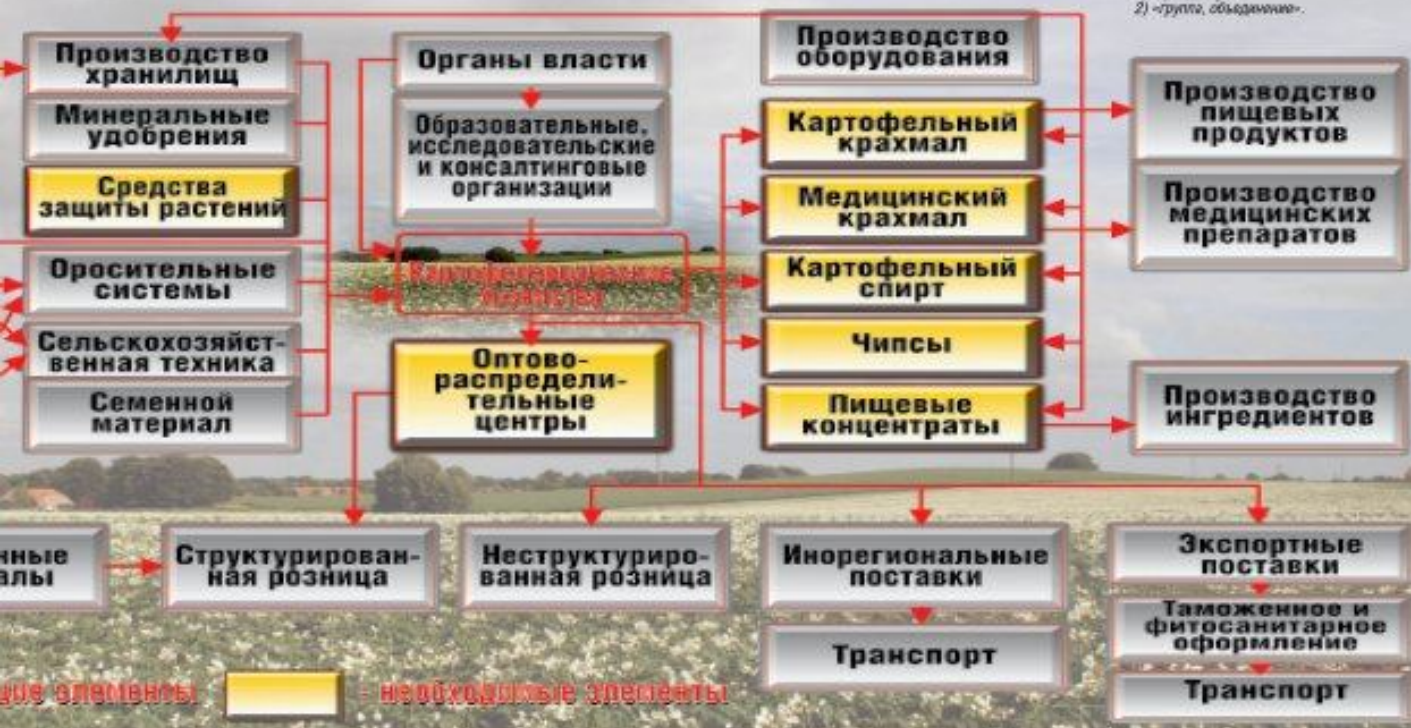 2) «группа, объединение».
Производство
хранилищ
Минеральные
удобрения
Средства
защиты растений
Оросительные
системы
Сельскохозяйст-
венная техника
Семенной
материал
Органы власти
Образовательные,
исследовательские
и консалтинговые
организации
Оптово-
распредели-
тельные
центры
Производство
оборудования
Картофельный
крахмал
Медицинский
крахмал
Картофельный
спирт
Чипсы
Пищевые
концентраты
Производство
пищевых
продуктов
Производство
медицинских
препаратов
Производство
ингредиентов
нные
алы
Структурирован-
ная розница
Неструктуриро-
ванная розница
Инорегиональные
поставки
Транспорт
Экспортные
поставки
Таможенное и
фитосанитарное
оформление
Транспорт
щие элементы
- необходимые элементы